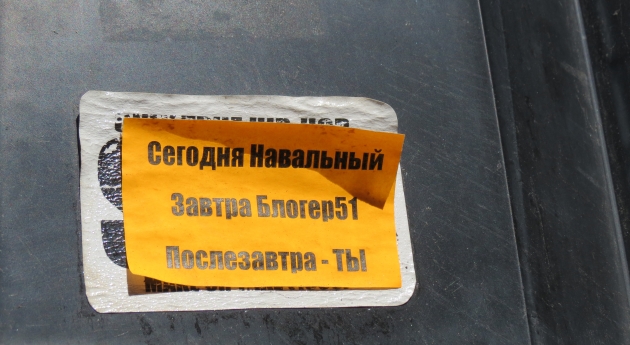 Сегодня Навальный
Завтра Блогер51
Послезавтра - ТЫ